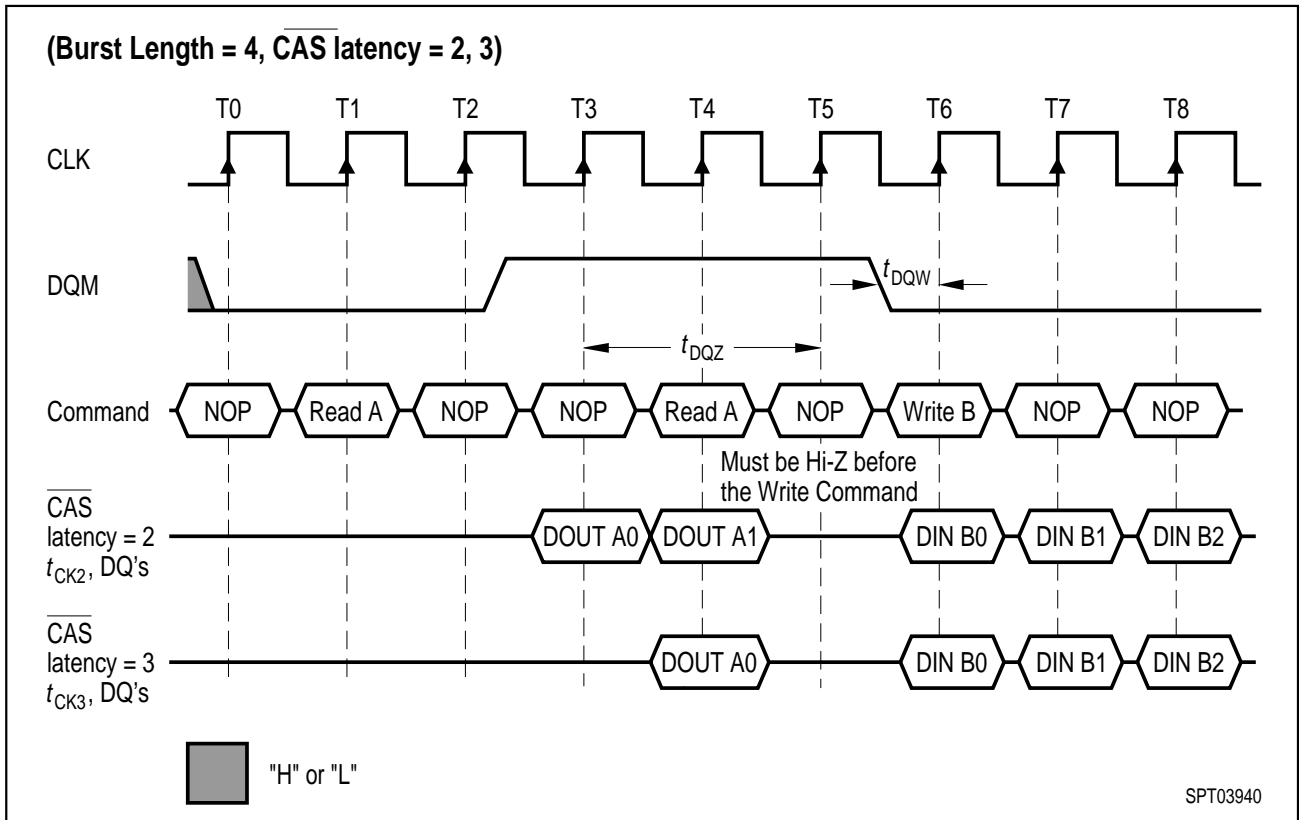 (Burst Length = 4, CAS latency = 2, 3)
T0 T1 T2 T3 T4 T5 T6 T7 T8
CLK
DQM
tDQW
tDQZ
Command NOP Read A NOP NOP Read A NOP Write B NOP NOP
Must be Hi-Z before
the Write Command
CAS
latency = 2
tCK2, DQ's
DOUT A0 DOUT A1 DIN B0 DIN B1 DIN B2
CAS
latency = 3
tCK3, DQ's
DOUT A0 DIN B0 DIN B1 DIN B2
"H" or "L"
SPT03940